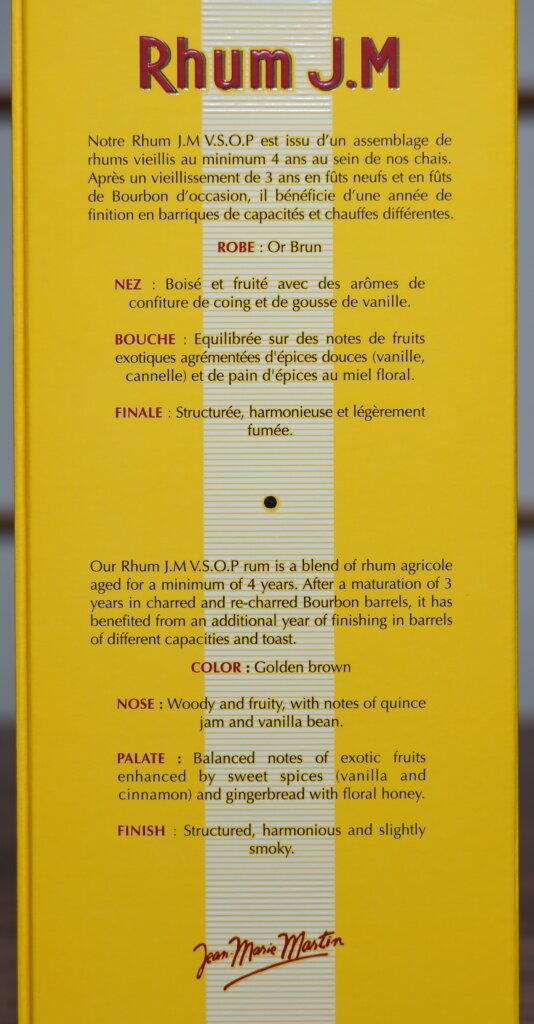 Rhum J.M
Notre Rhum J.M V.S.O.P est issu d'un assemblage de
rhums vieillis au minimum 4 ans au sein de nos chais.
Après un vieillissement de 3 ans en fûts neufs et en fûts
de Bourbon d'occasion, il bénéficie d'une année de
finition en barriques de capacités et chauffes différentes.
ROBE : Or Brun
NEZ : Boisé et fruité avec des arômes de
confiture de coing et de gousse de vanille.
BOUCHE : Equilibrée sur des notes de fruits
exotiques agrémentées d'épices douces (vanille,
cannelle) et de pain d'épices au miel floral.
FINALE : Structurée, harmonieuse et légèrement
fumée.
Our Rhum J.M V.S.O.P rum is a blend of rhum agricole
aged for a minimum of 4 years. After a maturation of 3
years in charred and re-charred Bourbon barrels, it has
benefited from an additional year of finishing in barrels
of different capacities and toast.
COLOR : Golden brown
NOSE : Woody and fruity, with notes of quince
jam and vanilla bean.
PALATE : Balanced notes of exotic fruits
enhanced by sweet spices (vanilla and
cinnamon) and gingerbread with floral honey.
FINISH : Structured, harmonious and slightly
smoky.
Jean-Marie Martin